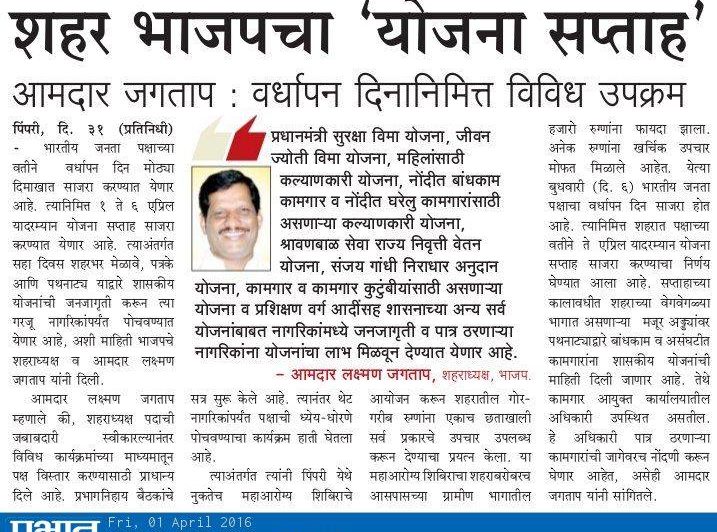 शहर भाजपचा ‘योजना सप्ताह’
आमदार जगताप : वर्धापन दिनानिमित्त विविध उपक्रम
पिंपरी, दि. ३१ (प्रतिनिधी)
- भारतीय जनता पक्षाच्या
वतीने वर्धापन दिन मोठ्या
दिमाखात साजरा करण्यात येणार
आहे. त्यानिमित्त १ ते ६ एप्रिल
यादरम्यान योजना सप्ताह साजरा
करण्यात येणार आहे. त्याअंतर्गत
सहा दिवस शहरभर मेळावे, पत्रके
आणि पथनाट्य याद्वारे शासकीय
योजनांची जनजागृती करून त्या
गरजू नागरिकांपर्यंत पोचवण्यात
येणार आहे, अशी माहिती भाजपचे
शहराध्यक्ष व आमदार लक्ष्मण
जगताप यांनी दिली.
आमदार लक्ष्मण जगताप
म्हणाले की, शहराध्यक्ष पदाची
जबाबदारी स्वीकारल्यानंतर
विविध कार्यक्रमांच्या माध्यमातून
पक्ष विस्तार करण्यासाठी प्राधान्य
दिले आहे. प्रभागनिहाय बैठकांचे
प्रधानमंत्री सुरक्षा विमा योजना, जीवन
ज्योती विमा योजना, महिलांसाठी
कल्याणकारी योजना, नोंदीत बांधकाम
कामगार व नोंदीत घरेलु कामगारांसाठी
असणाऱ्या कल्याणकारी योजना,
श्रावणबाळ सेवा राज्य निवृत्ती वेतन
योजना, संजय गांधी निराधार अनुदान
योजना, कामगार व कामगार कुटुंबीयांसाठी असणाऱ्या
योजना व प्रशिक्षण वर्ग आदींसह शासनाच्या अन्य सर्व
योजनांबाबत नागरिकांमध्ये जनजागृती व पात्र ठरणाऱ्या
नागरिकांना योजनांचा लाभ मिळवून देण्यात येणार आहे.
– आमदार लक्ष्मण जगताप, शहराध्यक्ष, भाजप.
सत्र सुरू केले आहे. त्यानंतर थेट
नागरिकांपर्यंत पक्षाची ध्येय-धोरणे
पोचवण्याचा कार्यक्रम हाती घेतला
आहे.
त्याअंतर्गत त्यांनी पिंपरी येथे
नुकतेच महाआरोग्य शिबिराचे
आयोजन करून शहरातील गोर-
गरीब रुग्णांना एकाच छताखाली
सर्व प्रकारचे उपचार उपलब्ध
करून देण्याचा प्रयत्न केला. या
महाआरोग्य शिबिराचा शहराबरोबरच
आसपासच्या ग्रामीण भागातील
हजारो रुग्णांना फायदा झाला.
अनेक रुग्णांना खर्चिक उपचार
मोफत मिळाले आहेत. येत्या
बुधवारी (दि. ६) भारतीय जनता
पक्षाचा वर्धापन दिन साजरा होत
आहे. त्यानिमित्त शहरात पक्षाच्या
वतीने ते एप्रिल यादरम्यान योजना
सप्ताह साजरा करण्याचा निर्णय
घेण्यात आला आहे. सप्ताहाच्या
कालावधीत शहराच्या वेगवेगळ्या
भागात असणाऱ्या मजूर अड्ड्यांवर
पथनाट्याद्वारे बांधकाम व असंघटीत
कामगारांना शासकीय योजनांची
माहिती दिली जाणार आहे. तेथे
कामगार आयुक्त कार्यालयातील
अधिकारी उपस्थित असतील.
हे अधिकारी पात्र ठरणाऱ्या
कामगारांची जागेवरच नोंदणी करून
घेणार आहेत, असेही आमदार
जगताप यांनी सांगितले.
प्रभात
Fri, 01 April 2016